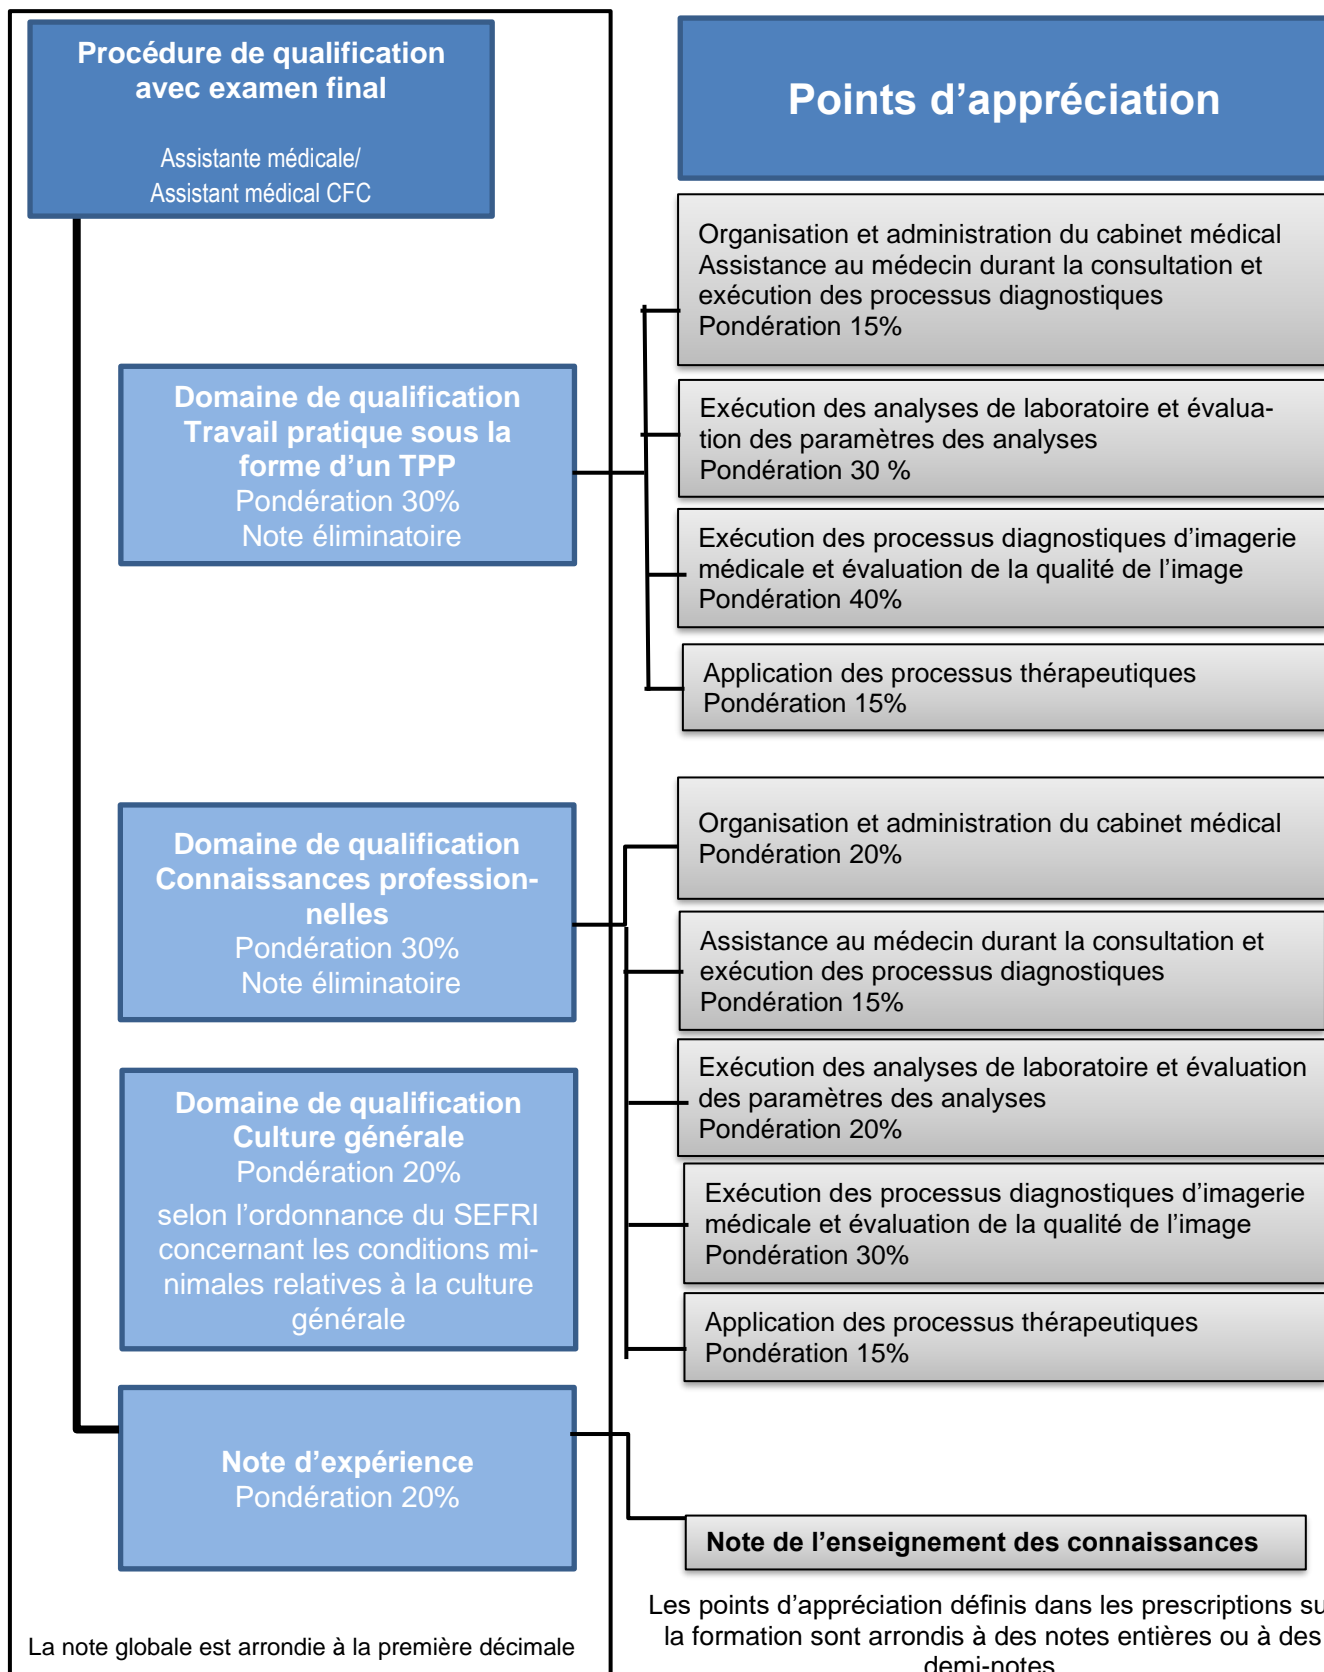 Procédure de qualification
avec examen final
Assistante médicale/
Assistant médical CFC
Points d’appréciation
Organisation et administration du cabinet médical
Assistance au médecin durant la consultation et
exécution des processus diagnostiques
Pondération 15%
Domaine de qualification
Travail pratique sous la
forme d’un TPP
Pondération 30%
Note éliminatoire
Exécution des analyses de laboratoire et évalua-
tion des paramètres des analyses
Pondération 30 %
Exécution des processus diagnostiques d’imagerie
médicale et évaluation de la qualité de l’image
Pondération 40%
Application des processus thérapeutiques
Pondération 15%
Domaine de qualification
Connaissances profession-
nelles
Pondération 30%
Note éliminatoire
Organisation et administration du cabinet médical
Pondération 20%
Assistance au médecin durant la consultation et
exécution des processus diagnostiques
Pondération 15%
Exécution des analyses de laboratoire et évaluation
des paramètres des analyses
Pondération 20%
Exécution des processus diagnostiques d’imagerie
médicale et évaluation de la qualité de l’image
Pondération 30%
Application des processus thérapeutiques
Pondération 15%
Domaine de qualification
Culture générale
Pondération 20%
selon l’ordonnance du SEFRI
concernant les conditions mi-
nimales relatives à la culture
générale
Note d’expérience
Pondération 20%
Note de l’enseignement des connaissances
La note globale est arrondie à la première décimale
Les points d’appréciation définis dans les prescriptions su
la formation sont arrondis à des notes entières ou à des
demi-notes